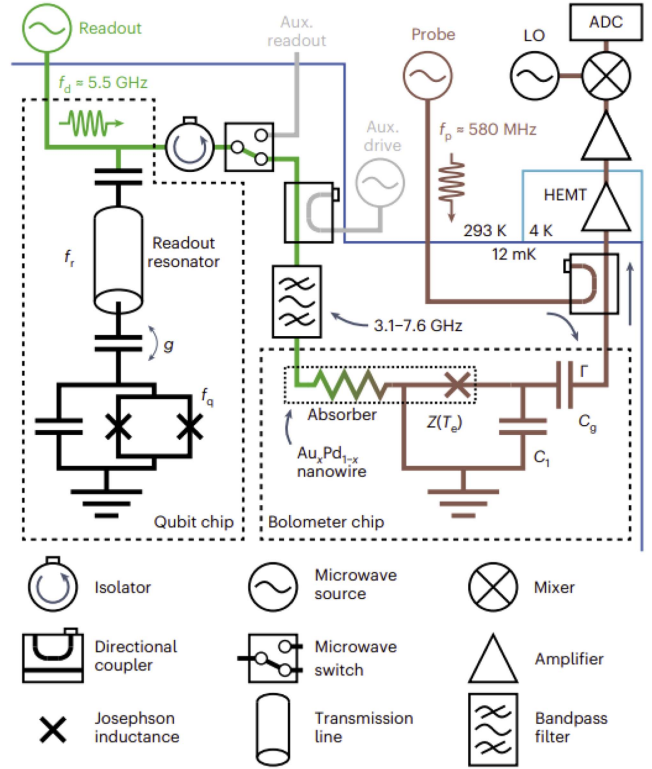 Readout
Aux.
readout
Probe
LO
ADC
f_d ≈ 5.5 GHz
Aux.
drive
f_p ≈ 580 MHz
HEMT
293 K
4 K
12 mK
f_r
Readout
resonator
3.1–7.6 GHz
g
f_q
Absorber
Z(T_e)
Γ
C_g
C_1
Au_xPd_{1−x}
nanowire
Qubit chip
Bolometer chip
Isolator
Microwave
source
Mixer
Directional
coupler
Microwave
switch
Amplifier
Josephson
inductance
Transmission
line
Bandpass
filter